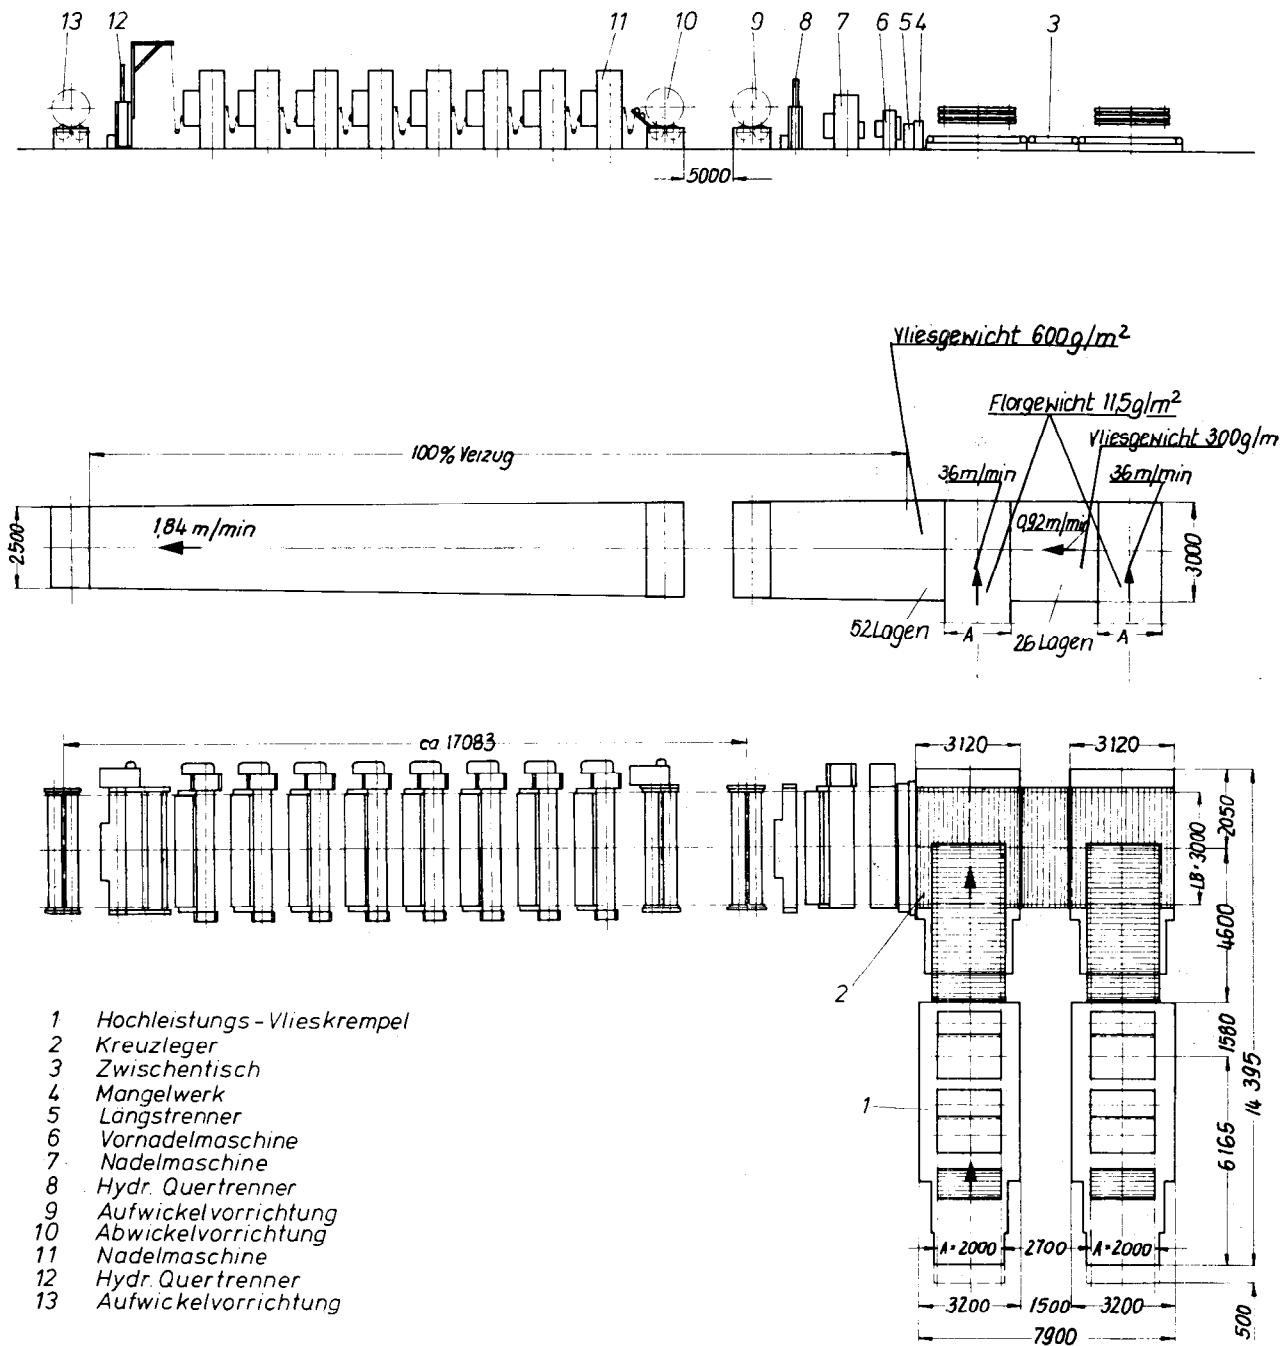 13 12 11 10 9 8 7 6 5 4 3
5000
Vliesgewicht 600g/m²
Florgewicht 11,5g/m²
Vliesgewicht 300g/m
100% Verzug
36m/min
36m/min
1,84 m/min
0,92m/min
2500
3000
52Lagen
A
26 Lagen
A
ca 17083
3120
3120
2050
LB=3000
4600
2
1580
14 395
1
6165
A=2000
2700
A=2000
3200
1500
3200
500
7900
1 Hochleistungs-Vlieskrempel
2 Kreuzleger
3 Zwischentisch
4 Mangelwerk
5 Längstrenner
6 Vornadelmaschine
7 Nadelmaschine
8 Hydr. Quertrenner
9 Aufwickelvorrichtung
10 Abwickelvorrichtung
11 Nadelmaschine
12 Hydr. Quertrenner
13 Aufwickelvorrichtung